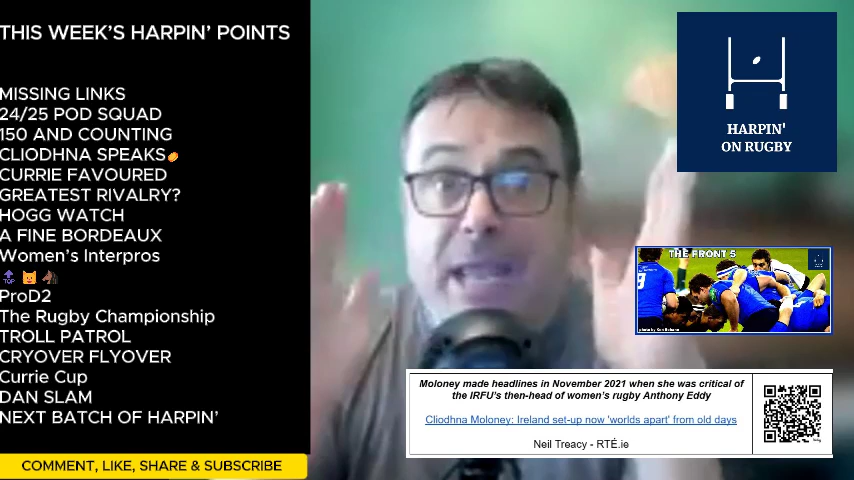 THIS WEEK'S HARPIN' POINTS
MISSING LINKS
24/25 POD SQUAD
150 AND COUNTING
CLIODHNA SPEAKS
CURRIE FAVOURED
GREATEST RIVALRY?
HOGG WATCH
A FINE BORDEAUX
Women's Interpros
TOP
ProD2
The Rugby Championship
TROLL PATROL
CRYOVER FLYOVER
Currie Cup
DAN SLAM
NEXT BATCH OF HARPIN'
COMMENT, LIKE, SHARE & SUBSCRIBE
HARPIN'
ON RUGBY
THE FRONT 5
9
Moloney made headlines in November 2021 when she was critical of
the IRFU's then-head of women's rugby Anthony Eddy
Cliodhna Moloney: Ireland set-up now 'worlds apart' from old days
Neil Treacy - RTÉ.ie